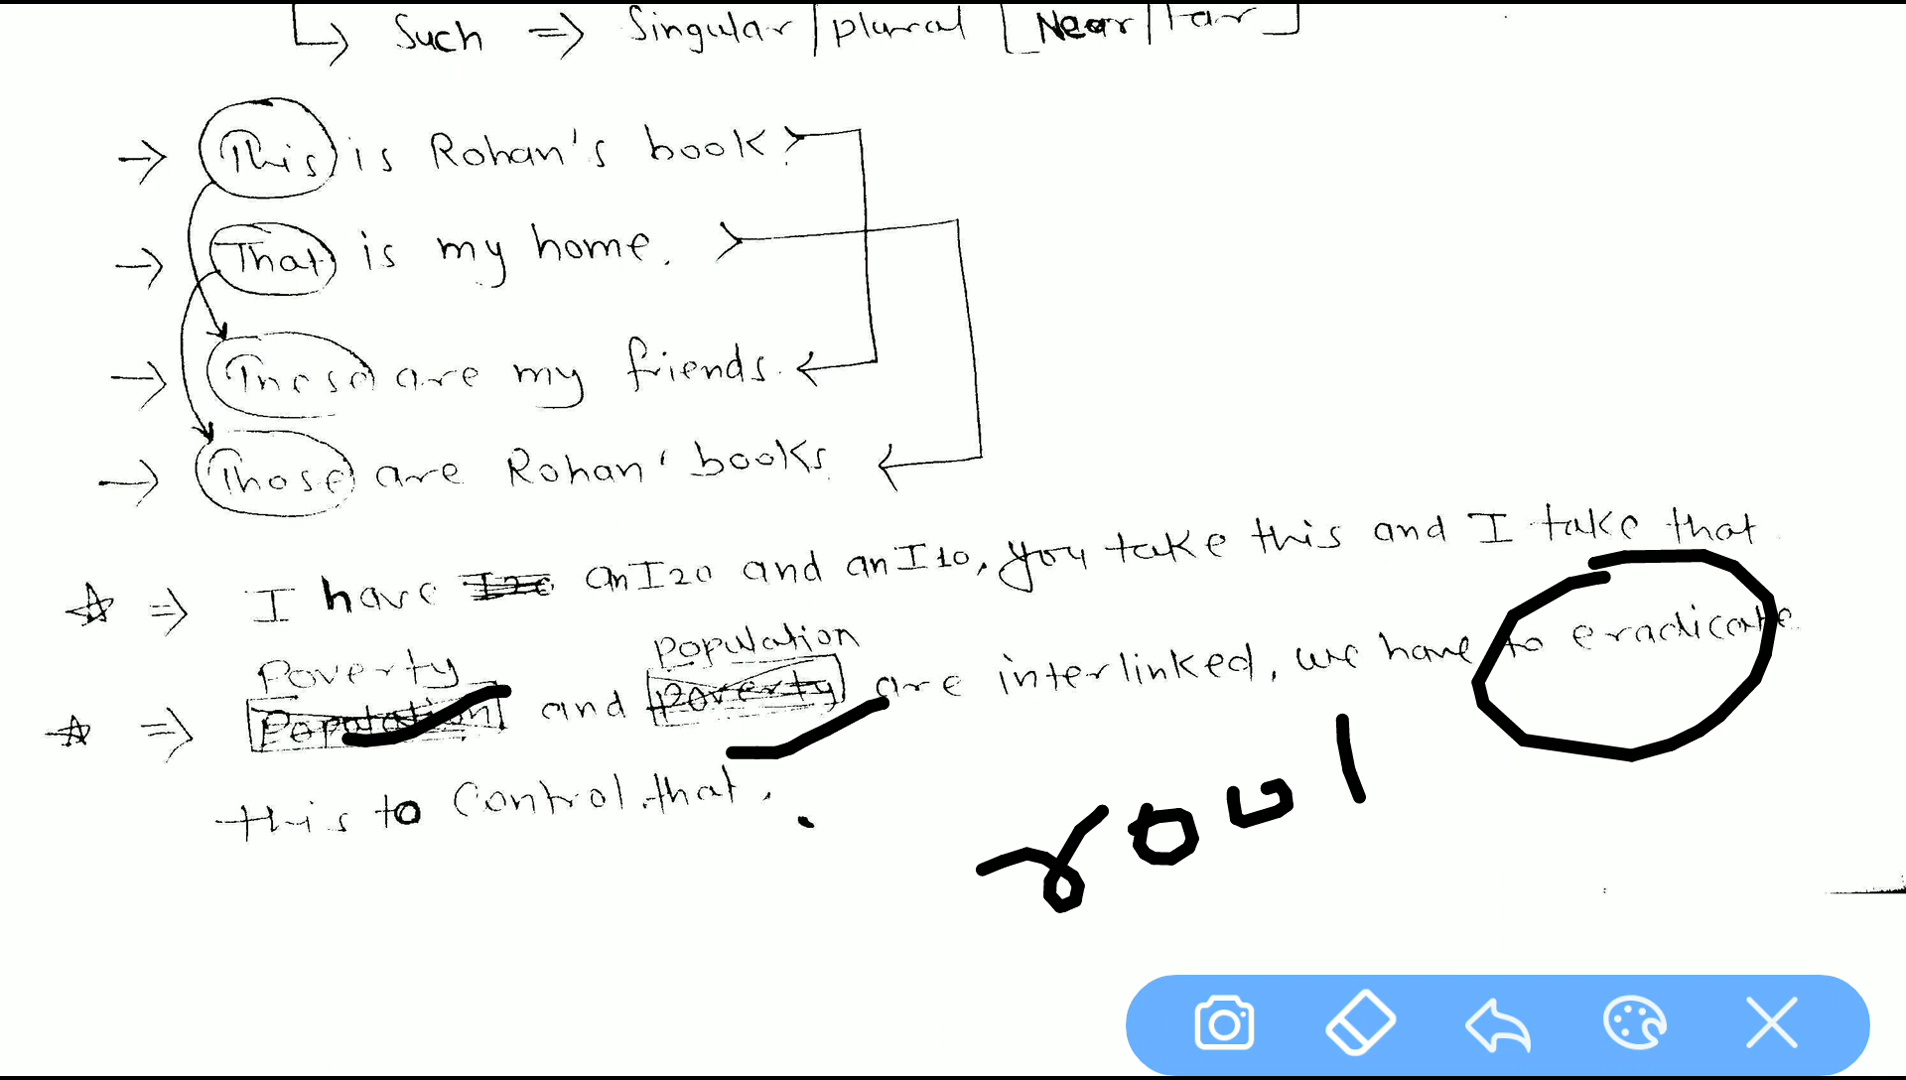 ↳ Such ⇒ Singular/plural [Near/Far]
→ This is Rohan's book.
→ That is my home.
→ These are my friends.
→ Those are Rohan' books.
☆ ⇒ I have an I20 and an I10, you take this and I take that
Poverty population
☆ ⇒ Population and Poverty are interlinked, we have to eradicate
this to control that.